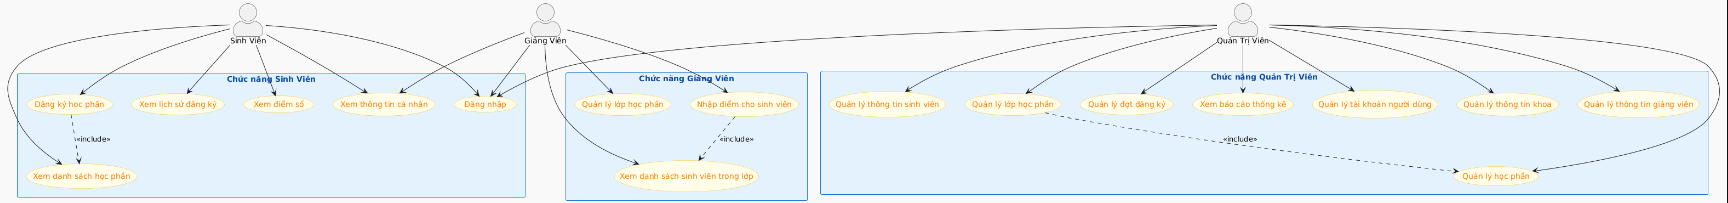 Sinh Viên
Giảng Viên
Quản Trị Viên
Chức năng Sinh Viên
Chức năng Giảng Viên
Chức năng Quản Trị Viên
Đăng ký học phần
Xem lịch sử đăng ký
Xem điểm số
Xem thông tin cá nhân
Đăng nhập
Quản lý lớp học phần
Nhập điểm cho sinh viên
Quản lý thông tin sinh viên
Quản lý lớp học phần
Quản lý đợt đăng ký
Xem báo cáo thống kê
Quản lý tài khoản người dùng
Quản lý thông tin khoa
Quản lý thông tin giảng viên
«include»
«include»
«include»
Xem danh sách học phần
Xem danh sách sinh viên trong lớp
Quản lý học phần